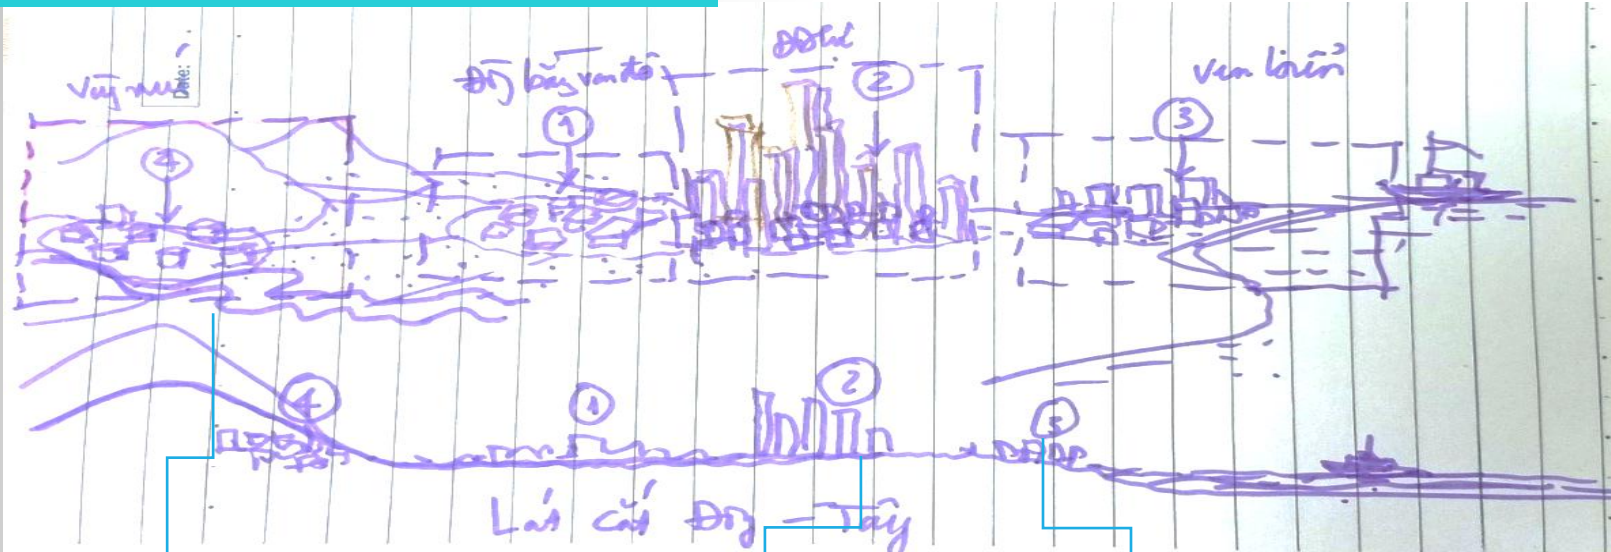 Vùng núi
Date:
Đồng bằng ven đô
Đô thị
Ven biển
4
1
2
3
4
1
2
3
Lát cắt Đông - Tây